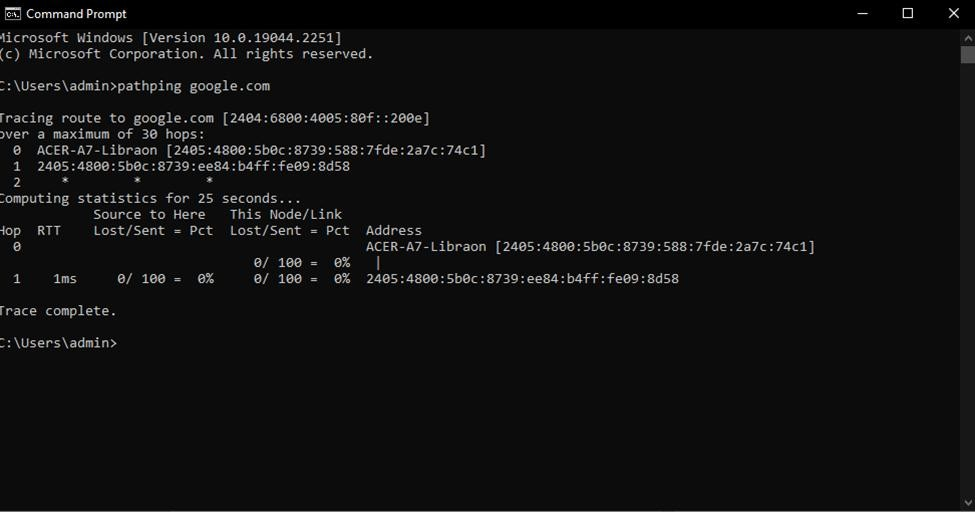 Command Prompt
Microsoft Windows [Version 10.0.19044.2251]
(c) Microsoft Corporation. All rights reserved.
C:\Users\admin>pathping google.com
Tracing route to google.com [2404:6800:4005:80f::200e]
over a maximum of 30 hops:
  0  ACER-A7-Libraon [2405:4800:5b0c:8739:588:7fde:2a7c:74c1]
  1  2405:4800:5b0c:8739:ee84:b4ff:fe09:8d58
  2     *        *        *
Computing statistics for 25 seconds...
            Source to Here   This Node/Link
Hop  RTT    Lost/Sent = Pct  Lost/Sent = Pct  Address
  0                                           ACER-A7-Libraon [2405:4800:5b0c:8739:588:7fde:2a7c:74c1]
                                0/ 100 =  0%   |
  1    1ms     0/ 100 =  0%     0/ 100 =  0%  2405:4800:5b0c:8739:ee84:b4ff:fe09:8d58
Trace complete.
C:\Users\admin>